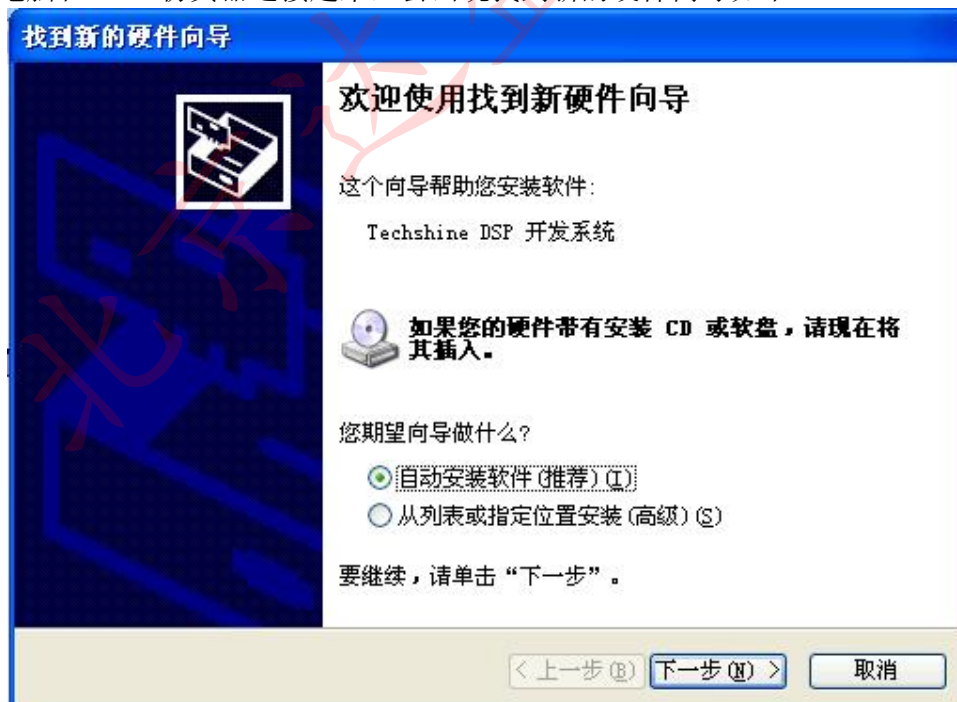 找到新的硬件向导
欢迎使用找到新硬件向导
这个向导帮助您安装软件:
Techshine DSP 开发系统
如果您的硬件带有安装 CD 或软盘,请现在将
其插入。
您期望向导做什么?
自动安装软件(推荐)(I)
从列表或指定位置安装(高级)(S)
要继续,请单击“下一步”。
< 上一步(B)
下一步(N) >
取消
北京达